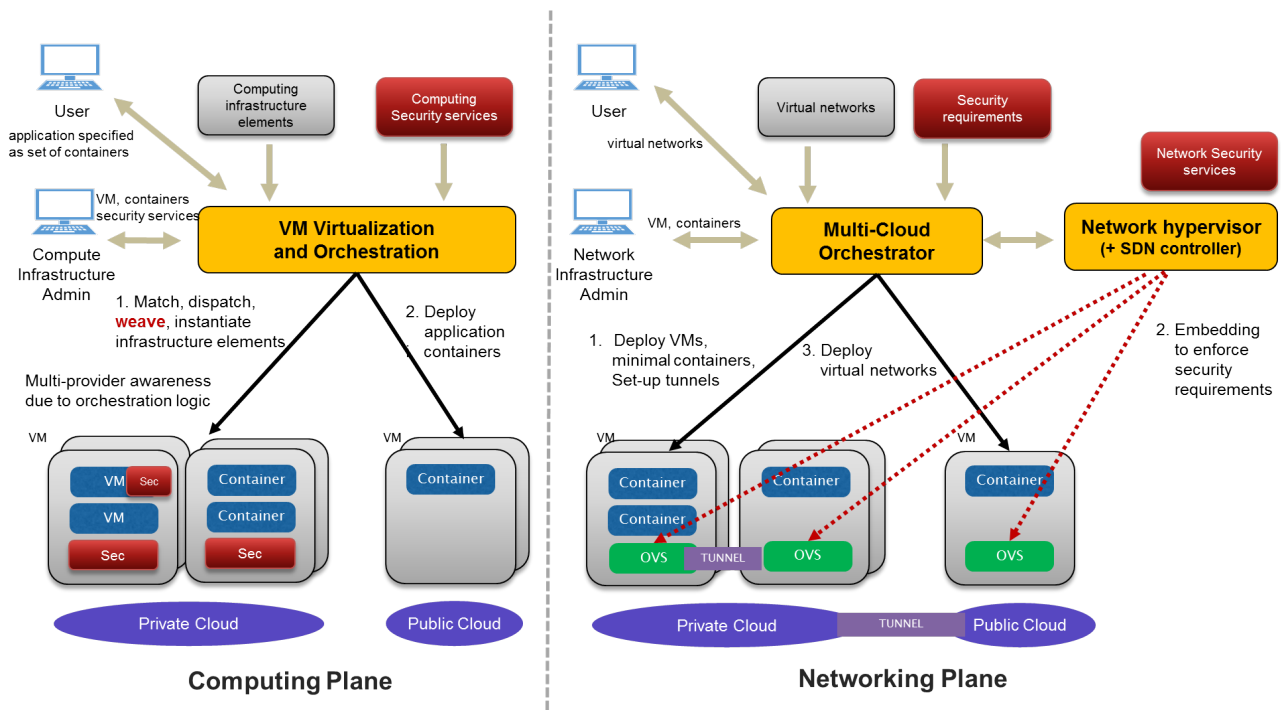 User
application specified
as set of containers
Computing
infrastructure
elements
Computing
Security services
VM, containers
security services
Compute
Infrastructure
Admin
VM Virtualization
and Orchestration
1. Match, dispatch,
weave, instantiate
infrastructure elements
2. Deploy
application
containers
Multi-provider awareness
due to orchestration logic
VM
VM
Sec
VM
Sec
Container
Container
Sec
VM
Container
Private Cloud
Public Cloud
Computing Plane
User
virtual networks
Virtual networks
Security
requirements
Network Security
services
VM, containers
Network
Infrastructure
Admin
Multi-Cloud
Orchestrator
Network hypervisor
(+ SDN controller)
1. Deploy VMs,
minimal containers,
Set-up tunnels
3. Deploy
virtual networks
2. Embedding
to enforce
security
requirements
VM
Container
Container
OVS
TUNNEL
VM
Container
OVS
VM
Container
OVS
Private Cloud
TUNNEL
Public Cloud
Networking Plane